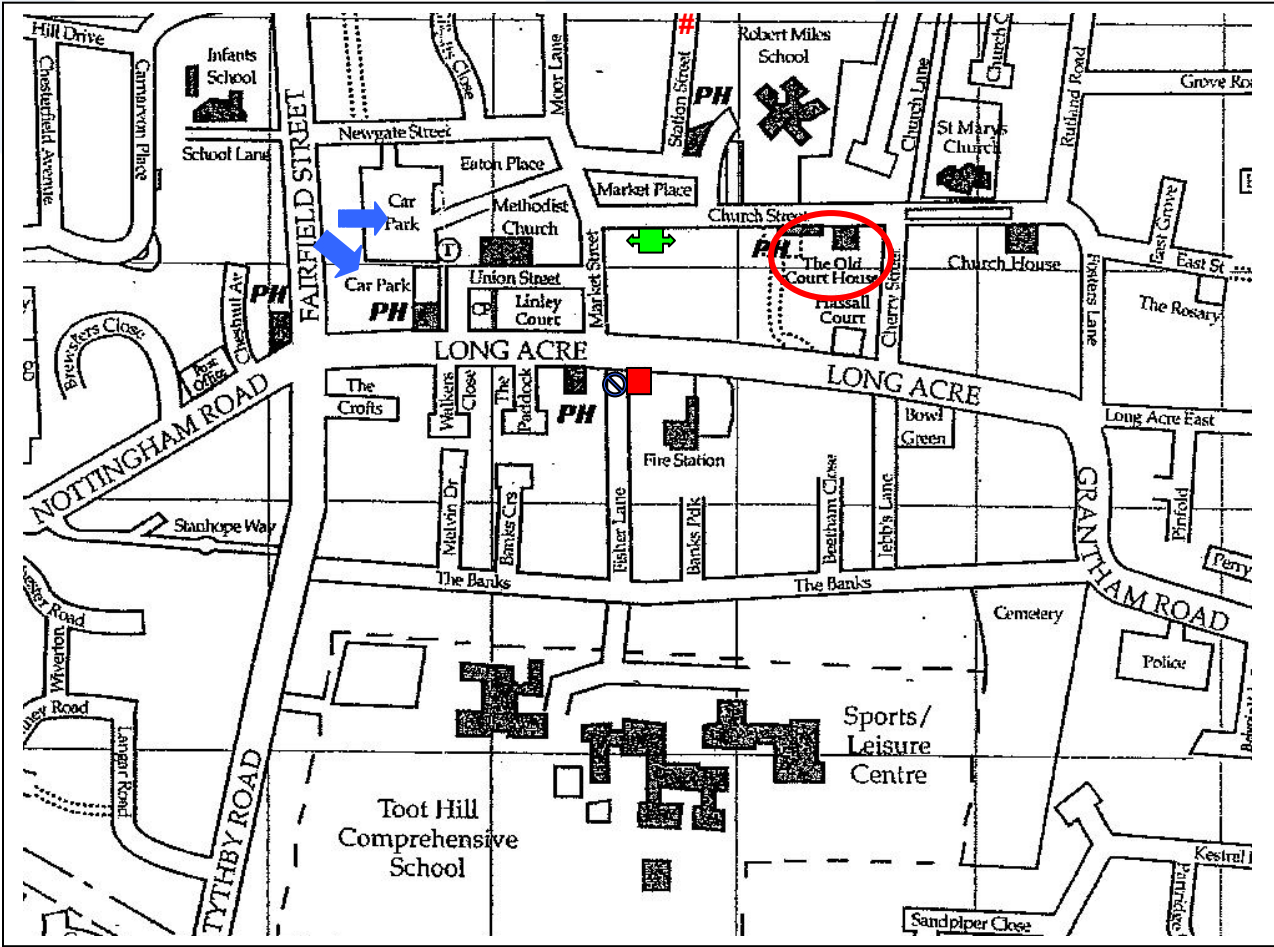 Hill Drive
Chesterfield Avenue
Carnarvon Place
Infants
School
School Lane
FAIRFIELD STREET
Newgate Street
Moor Lane
Station Street
#
PH
Robert Miles
School
Church Lane
St Marys
Church
Rutland Road
Eaton Place
Car
Park
Methodist
Church
T
Market Place
Church Street
Market Street
PH
The Old
Court House
Hassall
Court
Cherry Street
Church House
Fosters Lane
East Grove
East St
The Rosary
Car Park
PH
Union Street
CP
Linley
Court
PH
Chestnut Av
Brewsters Close
Post
Office
LONG ACRE
LONG ACRE
NOTTINGHAM ROAD
The
Crofts
Walkers
Close
The
Paddock
PH
Fire Station
Bowl
Green
Long Acre East
Pinfold
GRANTHAM ROAD
Stanhope Way
Melvin Dr
Banks Crs
Fisher Lane
Banks Pdk
Beetham Close
Jebb's Lane
The Banks
The Banks
Cemetery
Police
Perry
Road
Wiverton
Road
Langar Road
TYTHBY ROAD
Toot Hill
Comprehensive
School
Sports/
Leisure
Centre
Kestrel
Partridge
Sandpiper Close